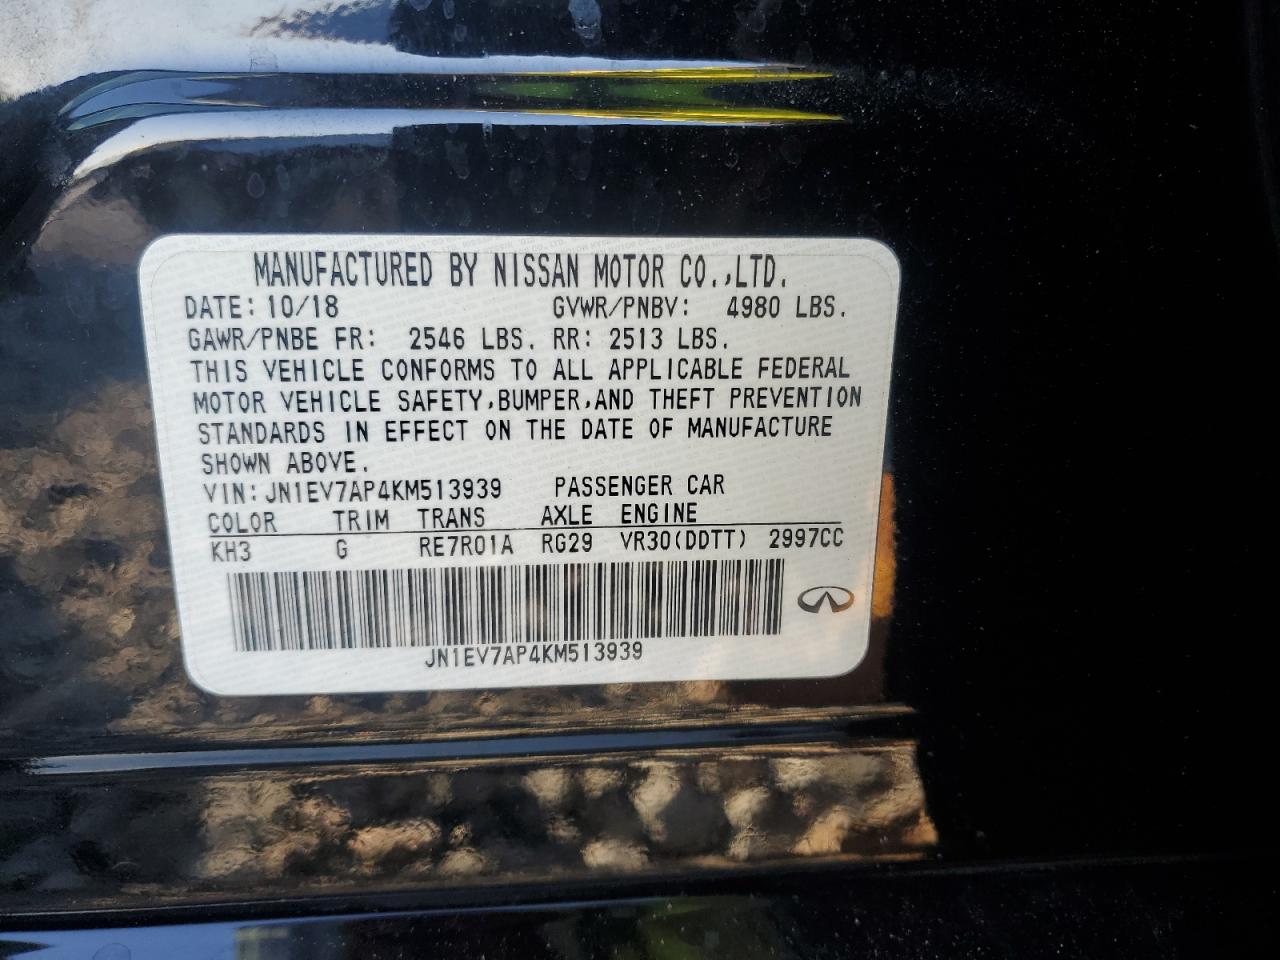 MANUFACTURED BY NISSAN MOTOR CO.,LTD.
DATE: 10/18 GVWR/PNBV: 4980 LBS.
GAWR/PNBE FR: 2546 LBS. RR: 2513 LBS.
THIS VEHICLE CONFORMS TO ALL APPLICABLE FEDERAL
MOTOR VEHICLE SAFETY,BUMPER,AND THEFT PREVENTION
STANDARDS IN EFFECT ON THE DATE OF MANUFACTURE
SHOWN ABOVE.
VIN: JN1EV7AP4KM513939 PASSENGER CAR
COLOR TRIM TRANS AXLE ENGINE
KH3 G RE7R01A RG29 VR30(DDTT) 2997CC
JN1EV7AP4KM513939